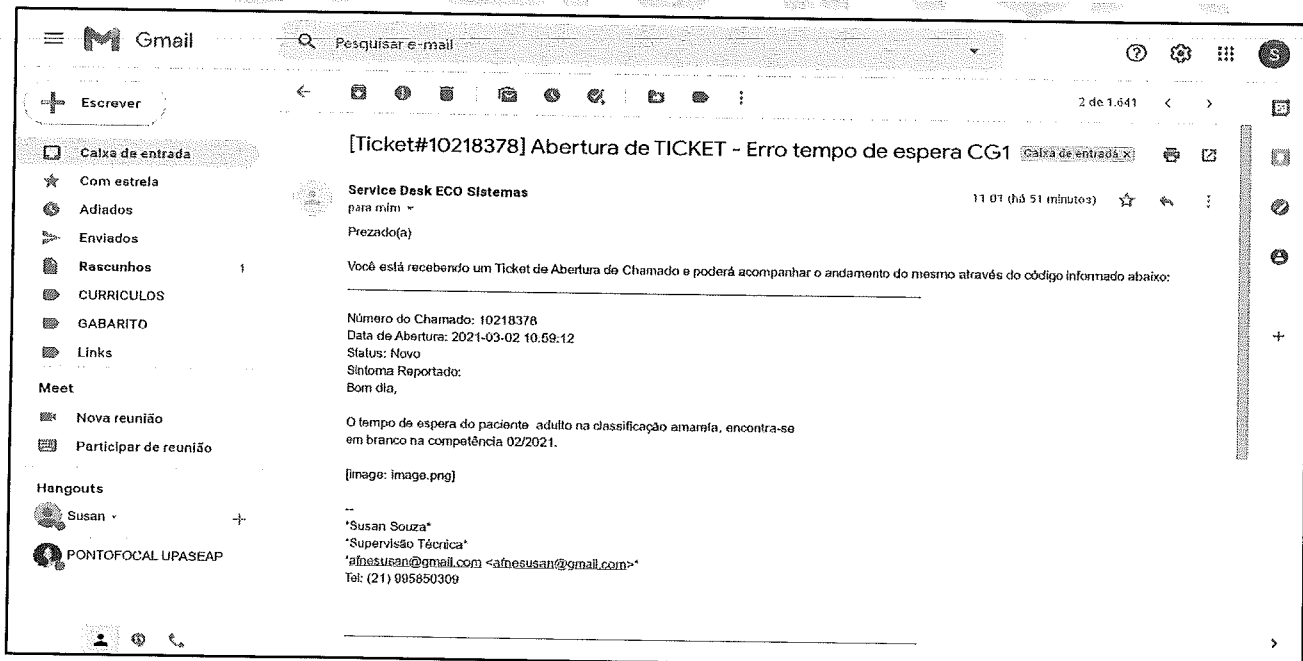 Gmail
Pesquisar e-mail
S
Escrever
2 de 1.641
Caixa de entrada
Com estrela
Adiados
Enviados
Rascunhos 1
CURRICULOS
GABARITO
Links
Meet
Nova reunião
Participar de reunião
Hangouts
Susan
PONTOFOCAL UPASEAP
[Ticket#10218378] Abertura de TICKET - Erro tempo de espera CG1 Caixa de entrada x
Service Desk ECO Sistemas
11:01 (há 51 minutos)
para mim
Prezado(a)
Você está recebendo um Ticket de Abertura de Chamado e poderá acompanhar o andamento do mesmo através do código informado abaixo:
Número do Chamado: 10218378
Data de Abertura: 2021-03-02 10:59:12
Status: Novo
Sintoma Reportado:
Bom dia,
O tempo de espera do paciente adulto na classificação amarela, encontra-se
em branco na competência 02/2021.
[image: image.png]
--
*Susan Souza*
*Supervisão Técnica*
*afnesusan@gmail.com <afnesusan@gmail.com>*
Tel: (21) 995850309